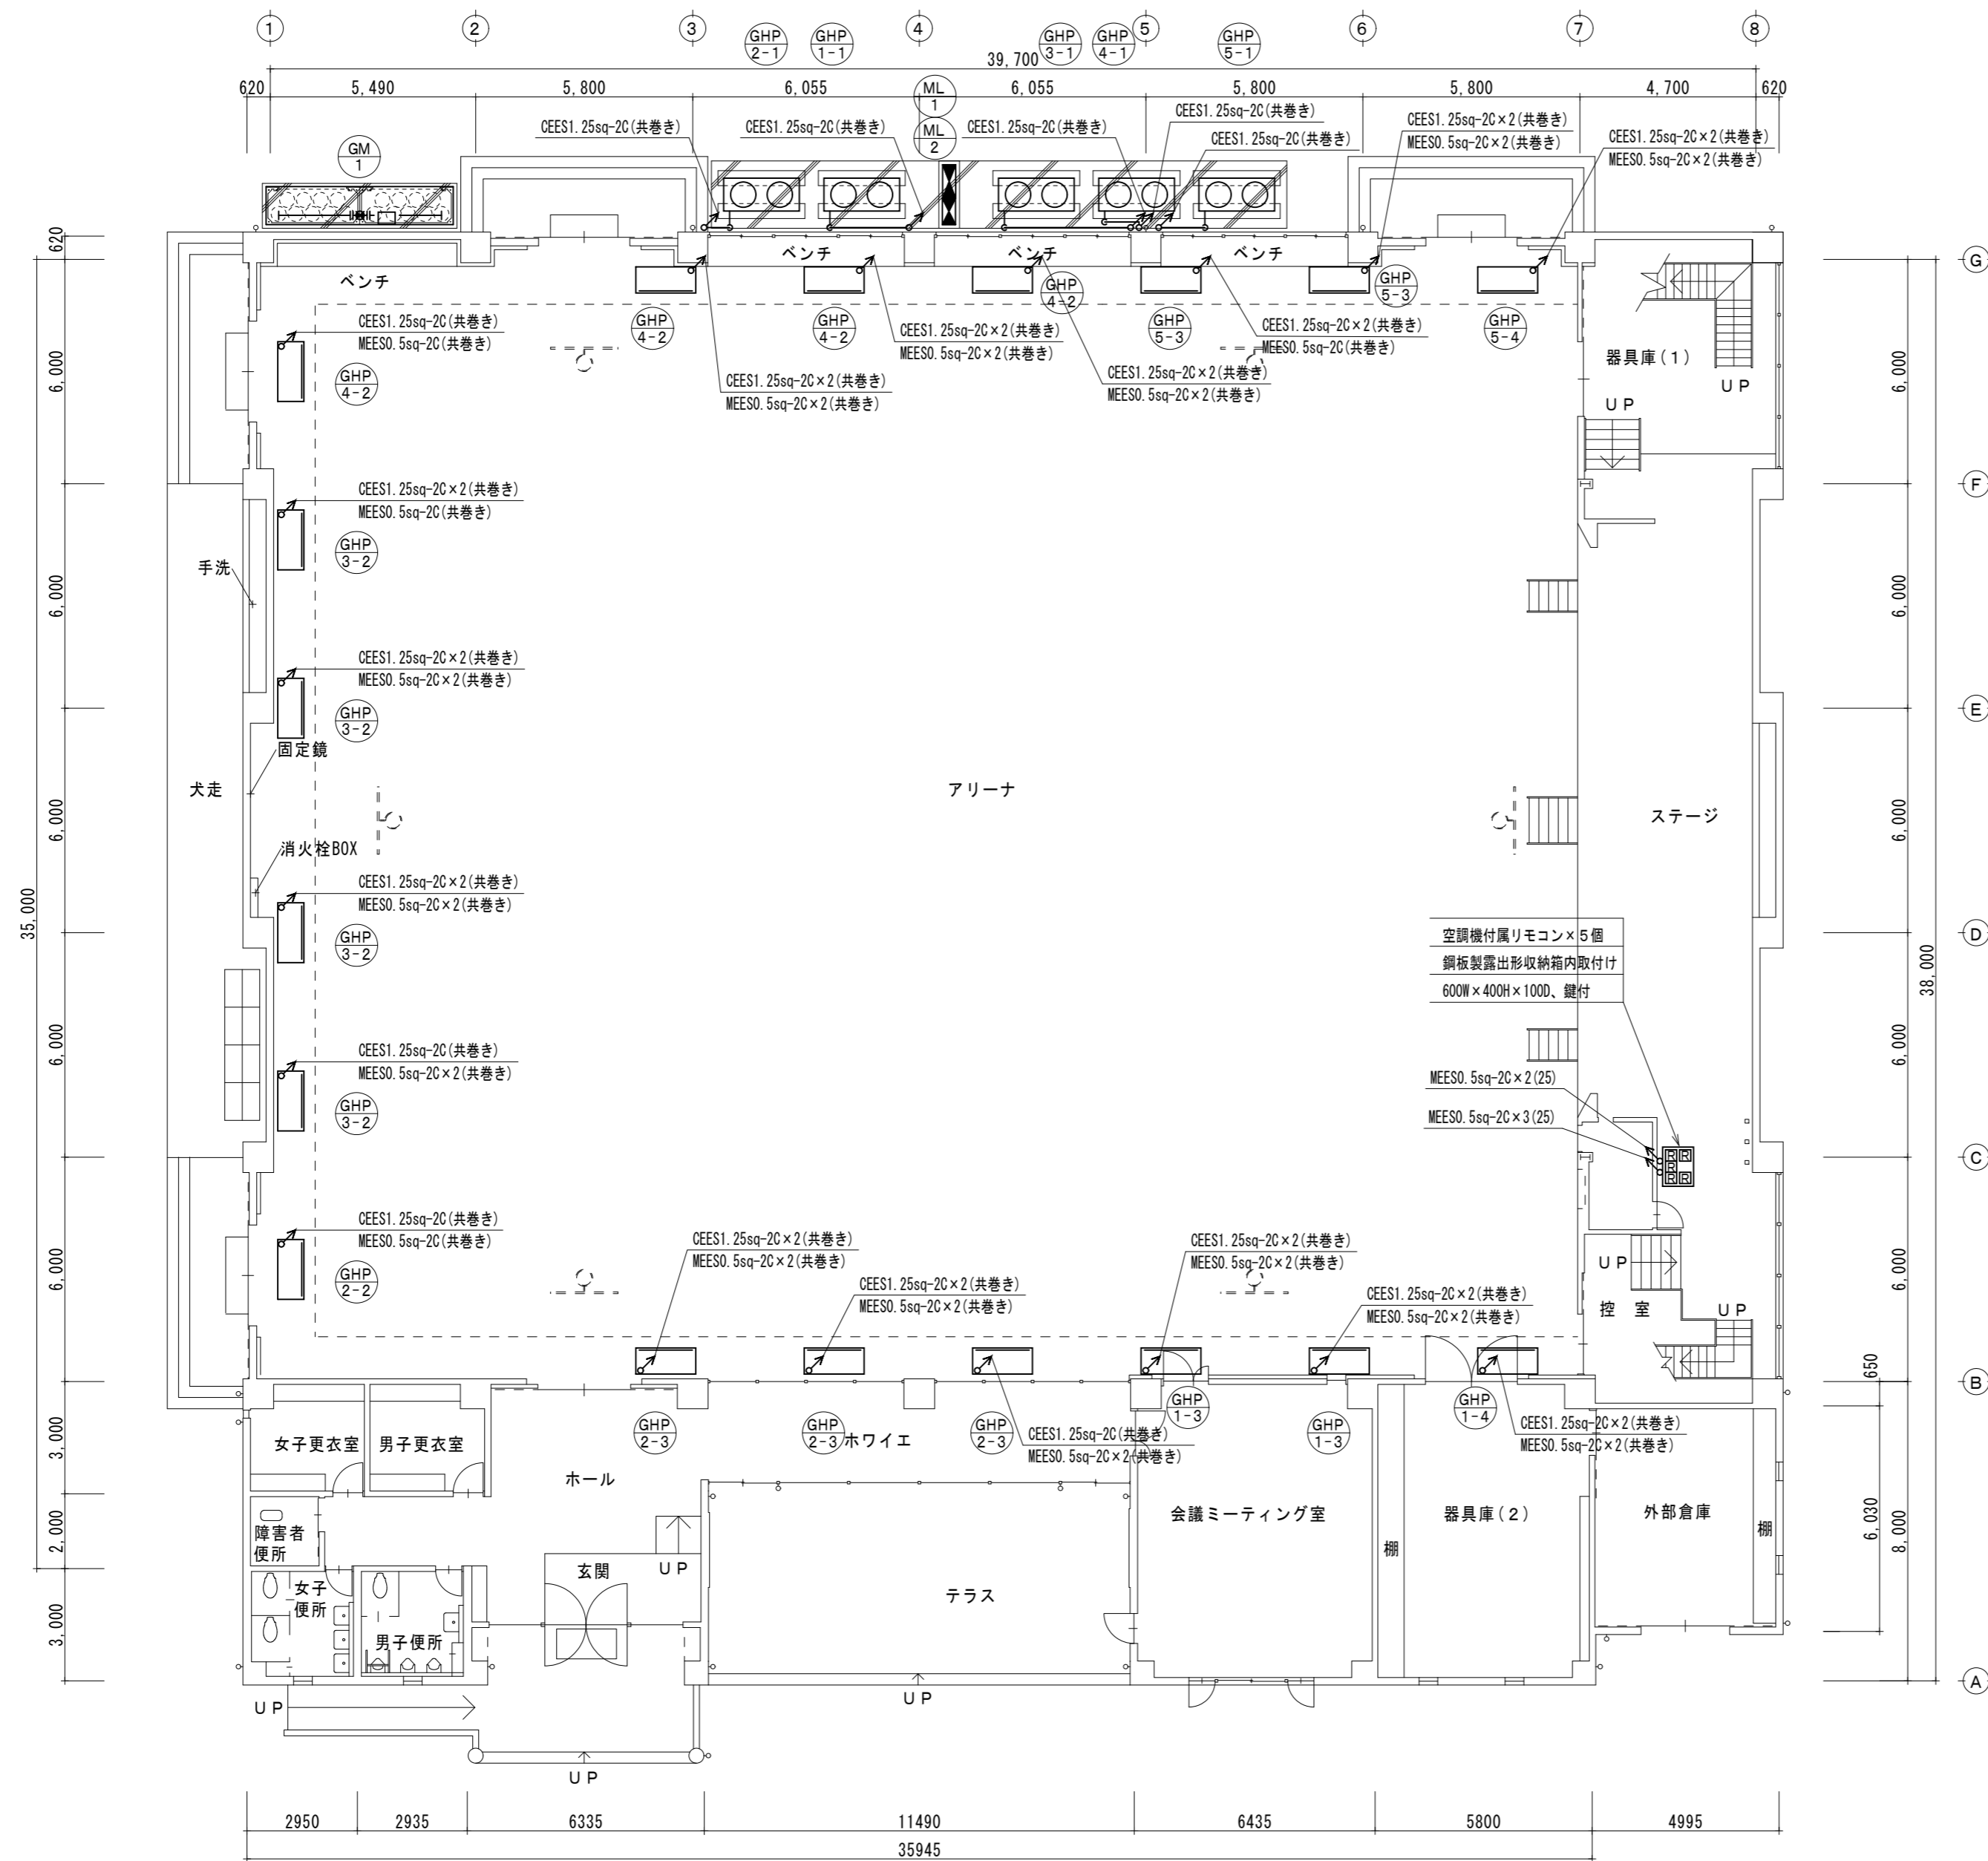 1
2
3
4
5
6
7
8
GHP
2-1
GHP
1-1
GHP
3-1
GHP
4-1
GHP
5-1
39,700
620
5,490
5,800
6,055
6,055
5,800
5,800
4,700
620
ML
1
ML
2
GM
1
CEES1.25sq-2C(共巻き)
CEES1.25sq-2C(共巻き)
CEES1.25sq-2C(共巻き)
CEES1.25sq-2C(共巻き)
CEES1.25sq-2C(共巻き)
CEES1.25sq-2C×2(共巻き)
MEES0.5sq-2C×2(共巻き)
CEES1.25sq-2C×2(共巻き)
MEES0.5sq-2C×2(共巻き)
620
ベンチ
ベンチ
ベンチ
ベンチ
G
GHP
4-2
GHP
4-2
GHP
4-2
GHP
5-3
GHP
5-3
GHP
5-4
CEES1.25sq-2C(共巻き)
MEES0.5sq-2C(共巻き)
GHP
4-2
CEES1.25sq-2C×2(共巻き)
MEES0.5sq-2C×2(共巻き)
CEES1.25sq-2C×2(共巻き)
MEES0.5sq-2C×2(共巻き)
CEES1.25sq-2C×2(共巻き)
MEES0.5sq-2C×2(共巻き)
CEES1.25sq-2C×2(共巻き)
MEES0.5sq-2C(共巻き)
器具庫(1)
UP
UP
6,000
6,000
F
CEES1.25sq-2C×2(共巻き)
MEES0.5sq-2C(共巻き)
GHP
3-2
手洗
6,000
6,000
CEES1.25sq-2C×2(共巻き)
MEES0.5sq-2C×2(共巻き)
GHP
3-2
E
固定鏡
犬走
アリーナ
ステージ
6,000
6,000
消火栓BOX
35,000
38,000
CEES1.25sq-2C×2(共巻き)
MEES0.5sq-2C×2(共巻き)
GHP
3-2
D
空調機付属リモコン×5個
鋼板製露出形収納箱内取付け
600W×400H×100D、鍵付
6,000
6,000
CEES1.25sq-2C(共巻き)
MEES0.5sq-2C×2(共巻き)
GHP
3-2
MEES0.5sq-2C×2(25)
MEES0.5sq-2C×3(25)
R
R
R
R
R
C
CEES1.25sq-2C(共巻き)
MEES0.5sq-2C(共巻き)
GHP
2-2
6,000
6,000
CEES1.25sq-2C×2(共巻き)
MEES0.5sq-2C×2(共巻き)
CEES1.25sq-2C×2(共巻き)
MEES0.5sq-2C×2(共巻き)
CEES1.25sq-2C×2(共巻き)
MEES0.5sq-2C×2(共巻き)
CEES1.25sq-2C×2(共巻き)
MEES0.5sq-2C×2(共巻き)
UP
控 室
UP
650
B
GHP
2-3
GHP
2-3
GHP
2-3
GHP
1-3
GHP
1-3
GHP
1-4
CEES1.25sq-2C(共巻き)
MEES0.5sq-2C×2(共巻き)
CEES1.25sq-2C×2(共巻き)
MEES0.5sq-2C×2(共巻き)
女子更衣室
男子更衣室
ホワイエ
ホール
3,000
会議ミーティング室
器具庫(2)
外部倉庫
棚
棚
2,000
6,030
8,000
障害者
便所
玄関
UP
女子
便所
テラス
男子便所
3,000
A
UP
UP
UP
2950
2935
6335
11490
6435
5800
4995
35945